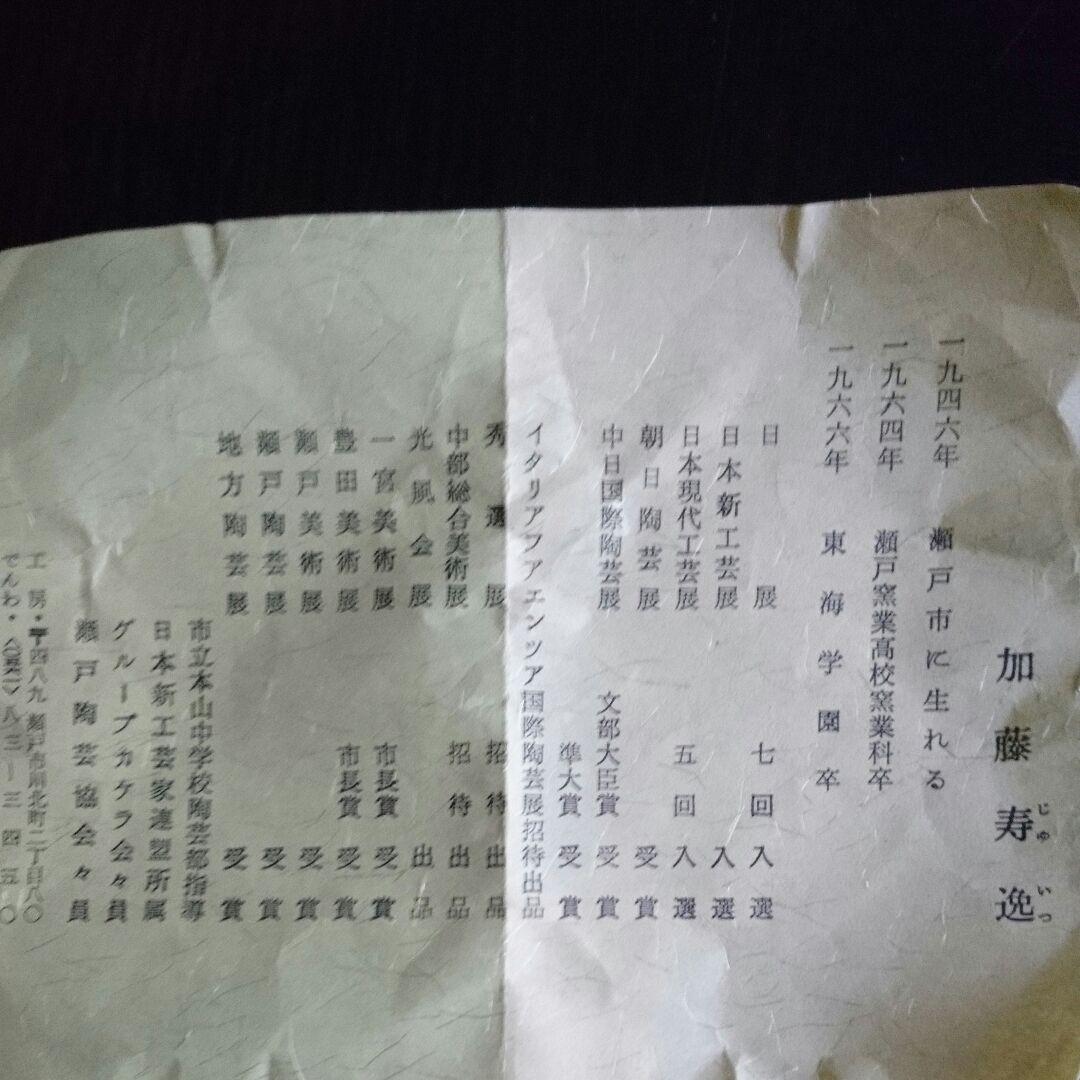 加藤寿逸
じゅいつ
一九四六年 瀬戸市に生れる
一九六四年 瀬戸窯業高校窯業科卒
一九六六年 東海学園卒
日展 七回入選
日本新工芸展 入選
日本現代工芸展 五回入選
朝日陶芸展 受賞
中日国際陶芸展 文部大臣賞受賞
準大賞受賞
イタリアファエンツア国際陶芸展招待出品
秀選展 招待出品
中部総合美術展 招待出品
光風会展 出品
一宮美術展 市長賞受賞
豊田美術展 市長賞受賞
瀬戸美術展 受賞
瀬戸陶芸展 受賞
地方陶芸展 受賞
市立本山中学校陶芸部指導
日本新工芸家連盟所属
グループカケラ会々員
瀬戸陶芸協会々員
工房・〒四八九 瀬戸市川北町二丁目八〇
でんわ・〈〇五六一〉八二-三四五〇